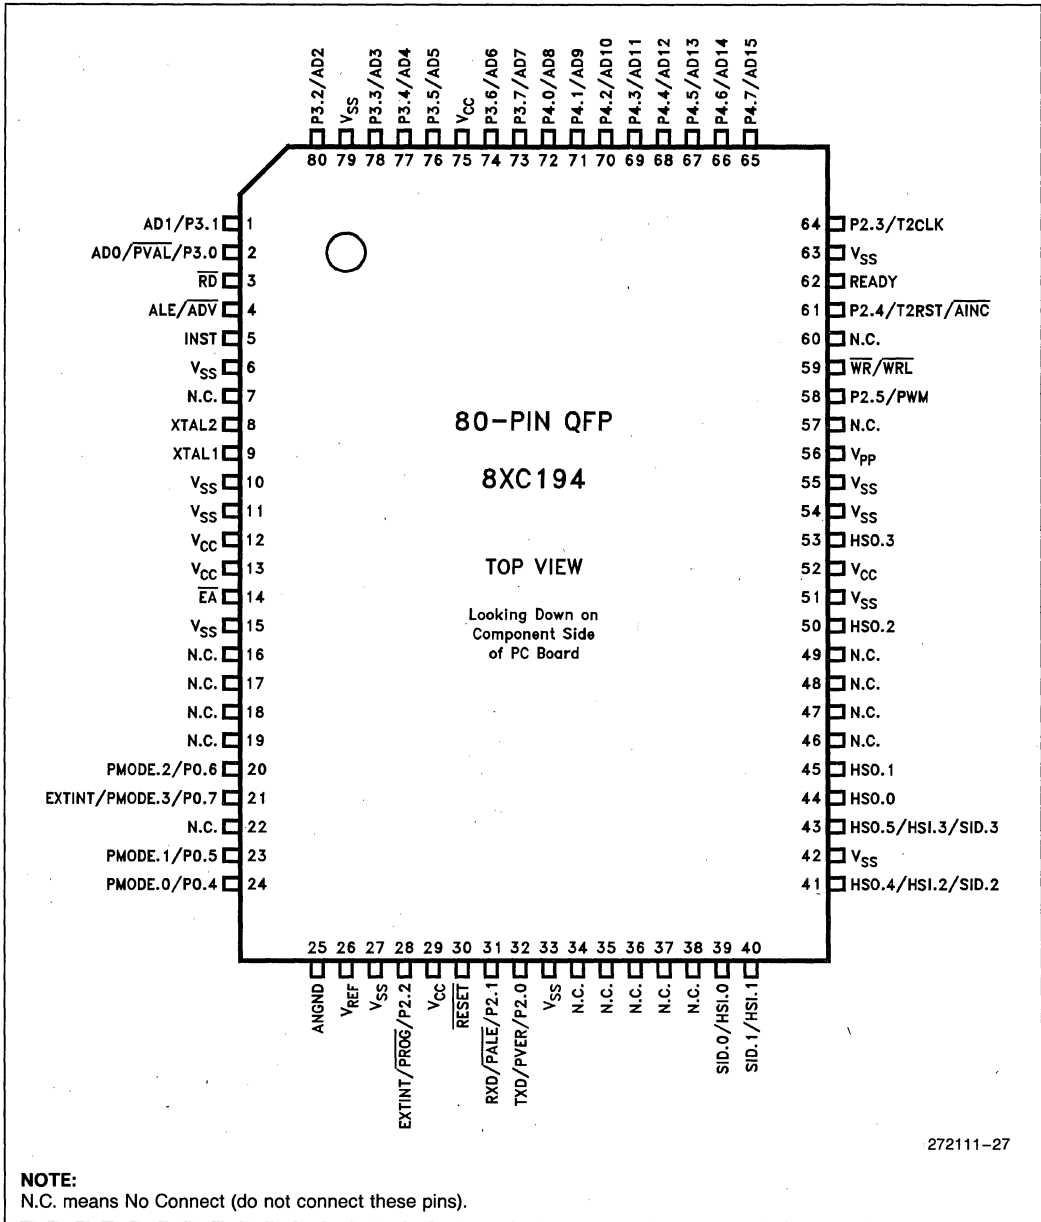 P3.2/AD2
VSS
P3.3/AD3
P3.4/AD4
P3.5/AD5
VCC
P3.6/AD6
P3.7/AD7
P4.0/AD8
P4.1/AD9
P4.2/AD10
P4.3/AD11
P4.4/AD12
P4.5/AD13
P4.6/AD14
P4.7/AD15
80 79 78 77 76 75 74 73 72 71 70 69 68 67 66 65
AD1/P3.1 1
AD0/PVAL/P3.0 2
RD 3
ALE/ADV 4
INST 5
VSS 6
N.C. 7
XTAL2 8
XTAL1 9
VSS 10
VSS 11
VCC 12
VCC 13
EA 14
VSS 15
N.C. 16
N.C. 17
N.C. 18
N.C. 19
PMODE.2/P0.6 20
EXTINT/PMODE.3/P0.7 21
N.C. 22
PMODE.1/P0.5 23
PMODE.0/P0.4 24
80-PIN QFP
8XC194
TOP VIEW
Looking Down on
Component Side
of PC Board
64 P2.3/T2CLK
63 VSS
62 READY
61 P2.4/T2RST/AINC
60 N.C.
59 WR/WRL
58 P2.5/PWM
57 N.C.
56 VPP
55 VSS
54 VSS
53 HSO.3
52 VCC
51 VSS
50 HSO.2
49 N.C.
48 N.C.
47 N.C.
46 N.C.
45 HSO.1
44 HSO.0
43 HSO.5/HSI.3/SID.3
42 VSS
41 HSO.4/HSI.2/SID.2
25 26 27 28 29 30 31 32 33 34 35 36 37 38 39 40
ANGND
VREF
VSS
EXTINT/PROG/P2.2
VCC
RESET
RXD/PALE/P2.1
TXD/PVER/P2.0
VSS
N.C.
N.C.
N.C.
N.C.
N.C.
SID.0/HSI.0
SID.1/HSI.1
272111-27
NOTE:
N.C. means No Connect (do not connect these pins).